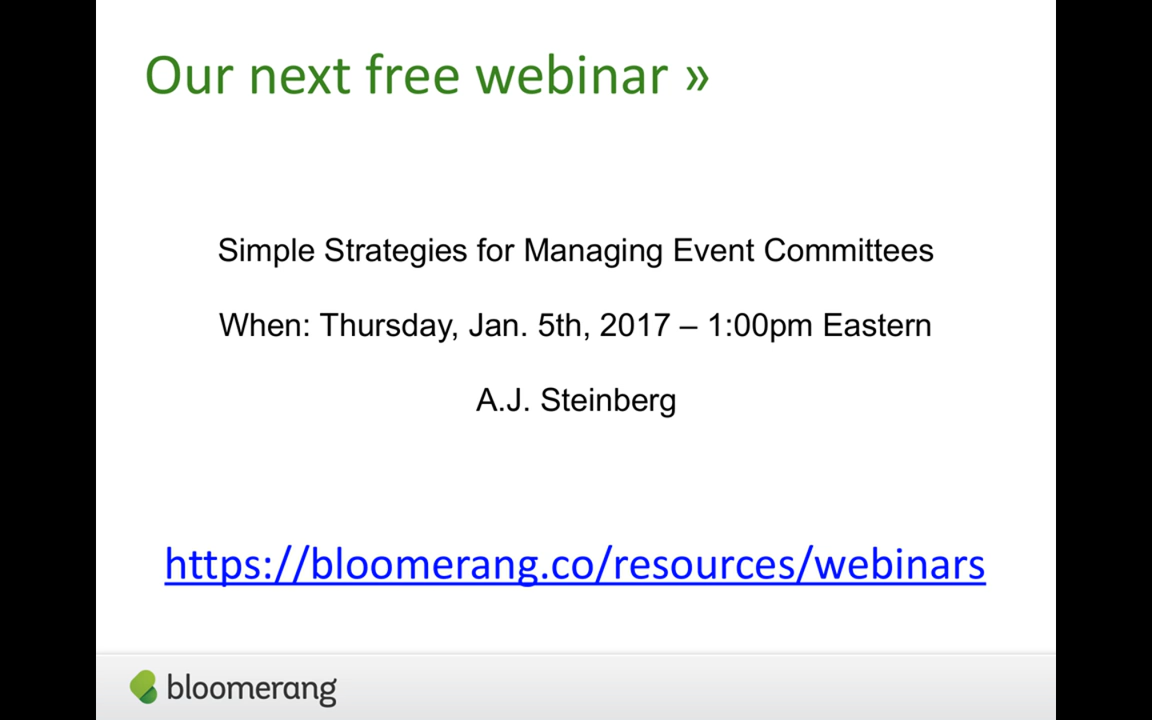 Our next free webinar »
Simple Strategies for Managing Event Committees
When: Thursday, Jan. 5th, 2017 – 1:00pm Eastern
A.J. Steinberg
https://bloomerang.co/resources/webinars
bloomerang